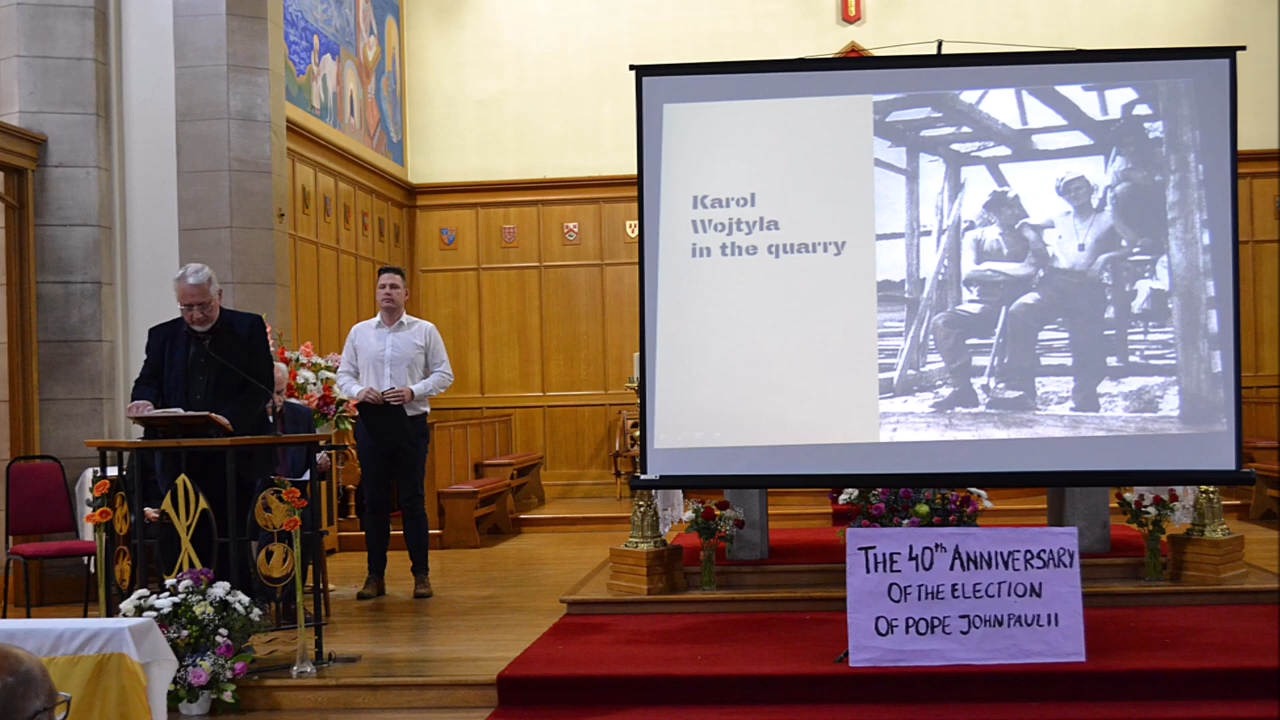 Karol
Wojtyla
in the quarry
THE 40th ANNIVERSARY
OF THE ELECTION
OF POPE JOHN PAUL II